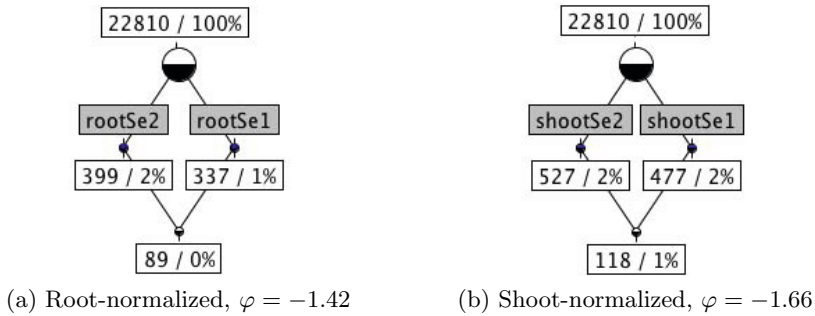 22810 / 100%
rootSe2 rootSe1
399 / 2% 337 / 1%
89 / 0%
(a) Root-normalized, φ = −1.42
22810 / 100%
shootSe2 shootSe1
527 / 2% 477 / 2%
118 / 1%
(b) Shoot-normalized, φ = −1.66